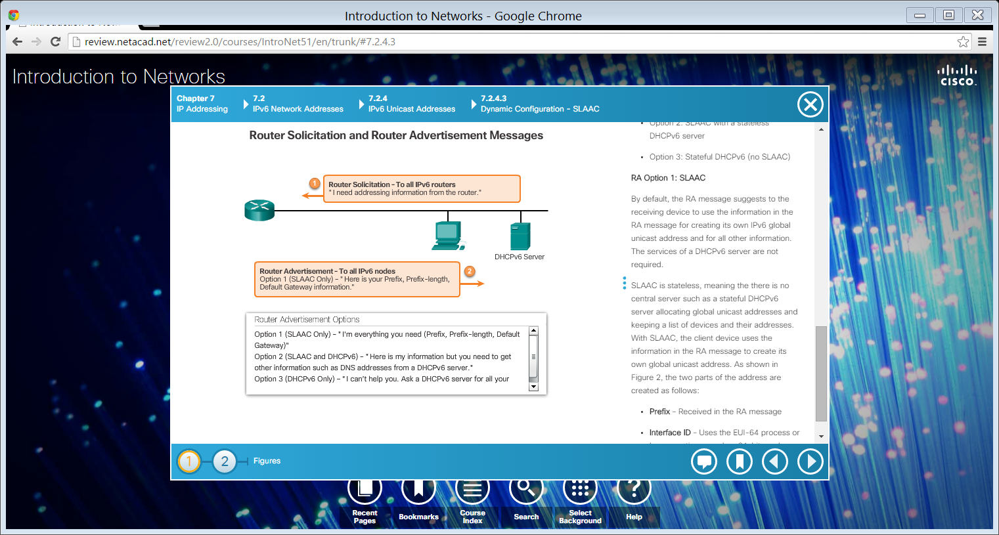 Introduction to Networks - Google Chrome
review.netacad.net/review2.0/courses/IntroNet51/en/trunk/#7.2.4.3
Introduction to Networks
CISCO
Chapter 7
IP Addressing
7.2
IPv6 Network Addresses
7.2.4
IPv6 Unicast Addresses
7.2.4.3
Dynamic Configuration - SLAAC
Router Solicitation and Router Advertisement Messages
1
Router Solicitation - To all IPv6 routers
"I need addressing information from the router."
DHCPv6 Server
Router Advertisement - To all IPv6 nodes
Option 1 (SLAAC Only) - "Here is your Prefix, Prefix-length,
Default Gateway information."
2
Router Advertisement Options
Option 1 (SLAAC Only) - "I'm everything you need (Prefix, Prefix-length, Default
Gateway)"
Option 2 (SLAAC and DHCPv6) - "Here is my information but you need to get
other information such as DNS addresses from a DHCPv6 server."
Option 3 (DHCPv6 Only) - "I can't help you. Ask a DHCPv6 server for all your
• Option 2: SLAAC with a stateless
DHCPv6 server
• Option 3: Stateful DHCPv6 (no SLAAC)
RA Option 1: SLAAC
By default, the RA message suggests to the
receiving device to use the information in the
RA message for creating its own IPv6 global
unicast address and for all other information.
The services of a DHCPv6 server are not
required.
SLAAC is stateless, meaning the there is no
central server such as a stateful DHCPv6
server allocating global unicast addresses and
keeping a list of devices and their addresses.
With SLAAC, the client device uses the
information in the RA message to create its
own global unicast address. As shown in
Figure 2, the two parts of the address are
created as follows:
• Prefix - Received in the RA message
• Interface ID - Uses the EUI-64 process or
1
2
Figures
Recent
Pages
Bookmarks
Course
Index
Search
Select
Background
?
Help